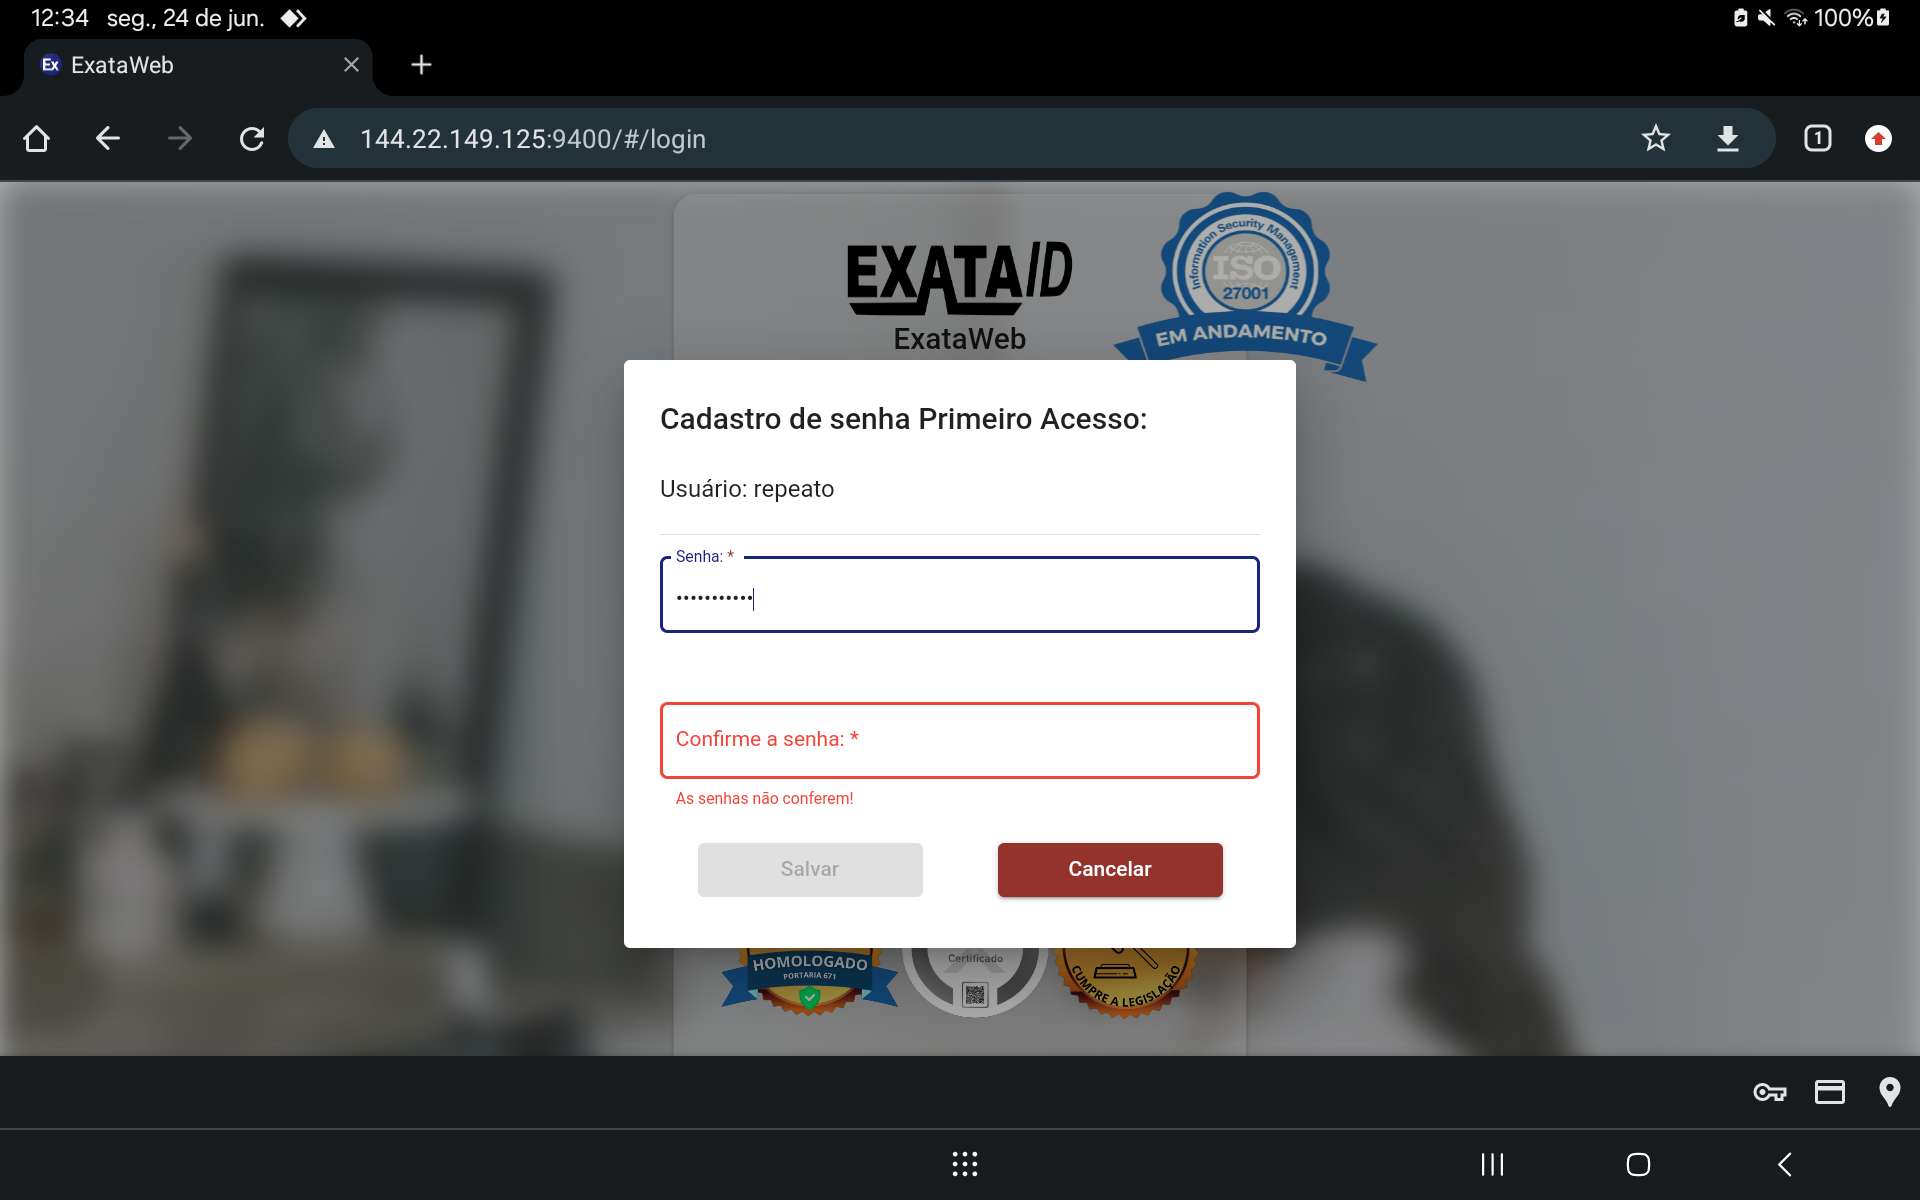 12:34 seg., 24 de jun.
100%
Ex ExataWeb
144.22.149.125:9400/#/login
1
EXATAID
ExataWeb
Information Security Management
ISO
27001
EM ANDAMENTO
Cadastro de senha Primeiro Acesso:
Usuário: repeato
Senha: *
•••••••••••
Confirme a senha: *
As senhas não conferem!
Salvar
Cancelar
HOMOLOGADO
PORTARIA 671
Certificado
CUMPRE A LEGISLAÇÃO